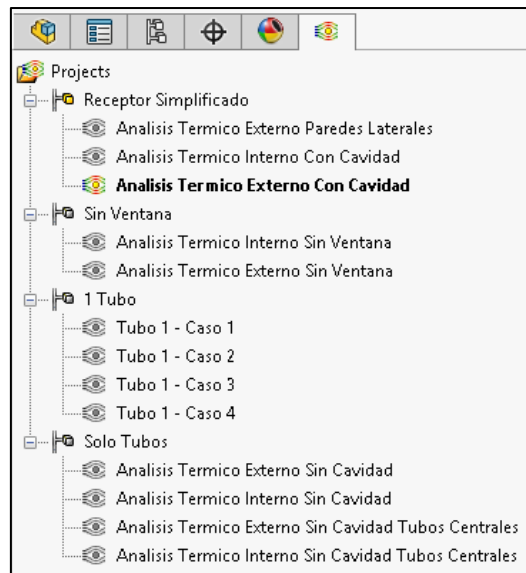 Projects
Receptor Simplificado
Analisis Termico Externo Paredes Laterales
Analisis Termico Interno Con Cavidad
Analisis Termico Externo Con Cavidad
Sin Ventana
Analisis Termico Interno Sin Ventana
Analisis Termico Externo Sin Ventana
1 Tubo
Tubo 1 - Caso 1
Tubo 1 - Caso 2
Tubo 1 - Caso 3
Tubo 1 - Caso 4
Solo Tubos
Analisis Termico Externo Sin Cavidad
Analisis Termico Interno Sin Cavidad
Analisis Termico Externo Sin Cavidad Tubos Centrales
Analisis Termico Interno Sin Cavidad Tubos Centrales